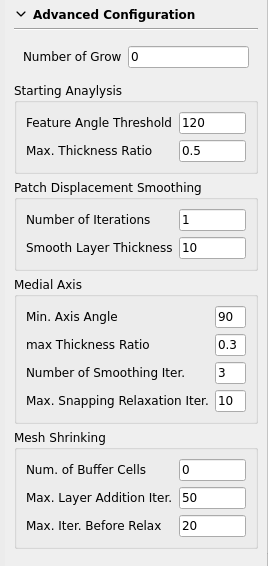 Advanced Configuration
Number of Grow 0
Starting Anaylysis
Feature Angle Threshold 120
Max. Thickness Ratio 0.5
Patch Displacement Smoothing
Number of Iterations 1
Smooth Layer Thickness 10
Medial Axis
Min. Axis Angle 90
max Thickness Ratio 0.3
Number of Smoothing Iter. 3
Max. Snapping Relaxation Iter. 10
Mesh Shrinking
Num. of Buffer Cells 0
Max. Layer Addition Iter. 50
Max. Iter. Before Relax 20